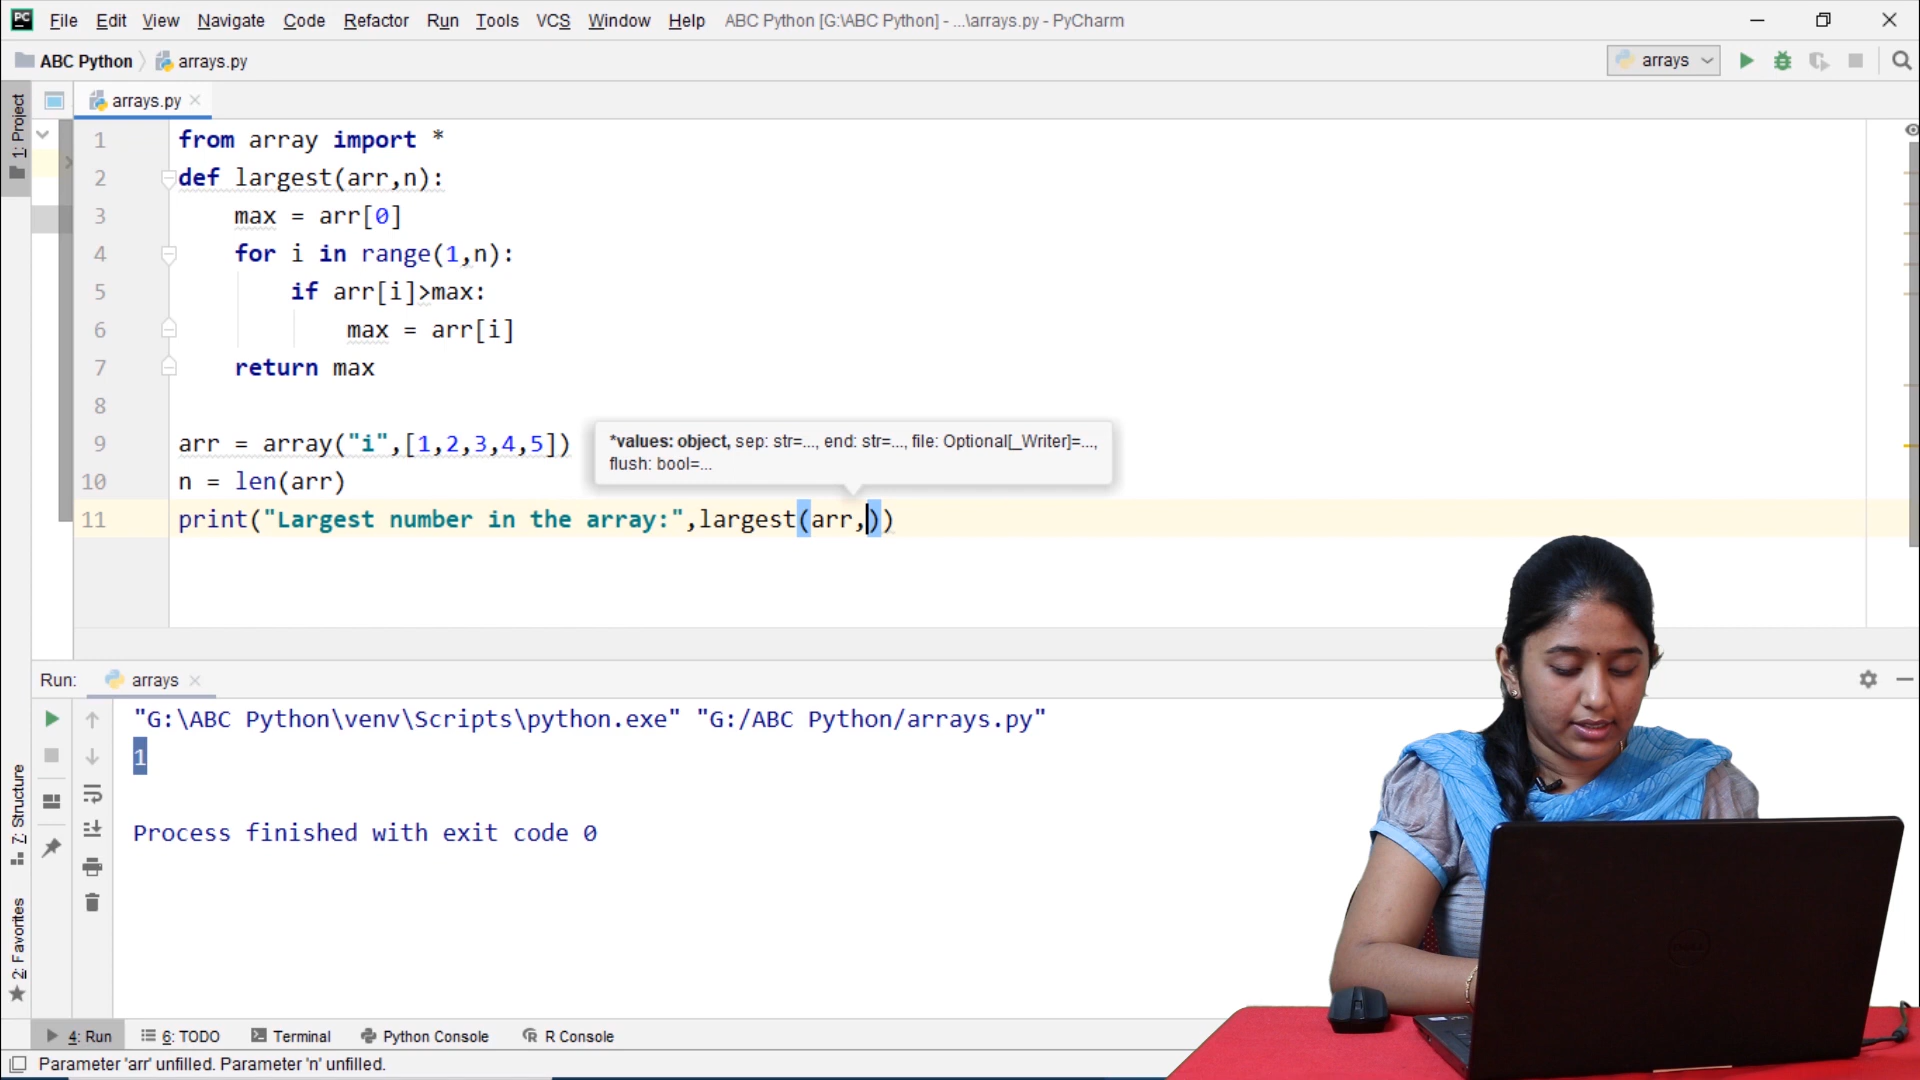 PC File Edit View Navigate Code Refactor Run Tools VCS Window Help ABC Python [G:\ABC Python] - ...\arrays.py - PyCharm
ABC Python arrays.py arrays
1: Project
arrays.py
1 from array import *
2 def largest(arr,n):
3 max = arr[0]
4 for i in range(1,n):
5 if arr[i]>max:
6 max = arr[i]
7 return max
8
9 arr = array("i",[1,2,3,4,5])
*values: object, sep: str=..., end: str=..., file: Optional[_Writer]=...,
flush: bool=...
10 n = len(arr)
11 print("Largest number in the array:",largest(arr,))
Run: arrays
"G:\ABC Python\venv\Scripts\python.exe" "G:/ABC Python/arrays.py"
1
Process finished with exit code 0
7: Structure
2: Favorites
DELL
4: Run 6: TODO Terminal Python Console R Console
Parameter 'arr' unfilled. Parameter 'n' unfilled.